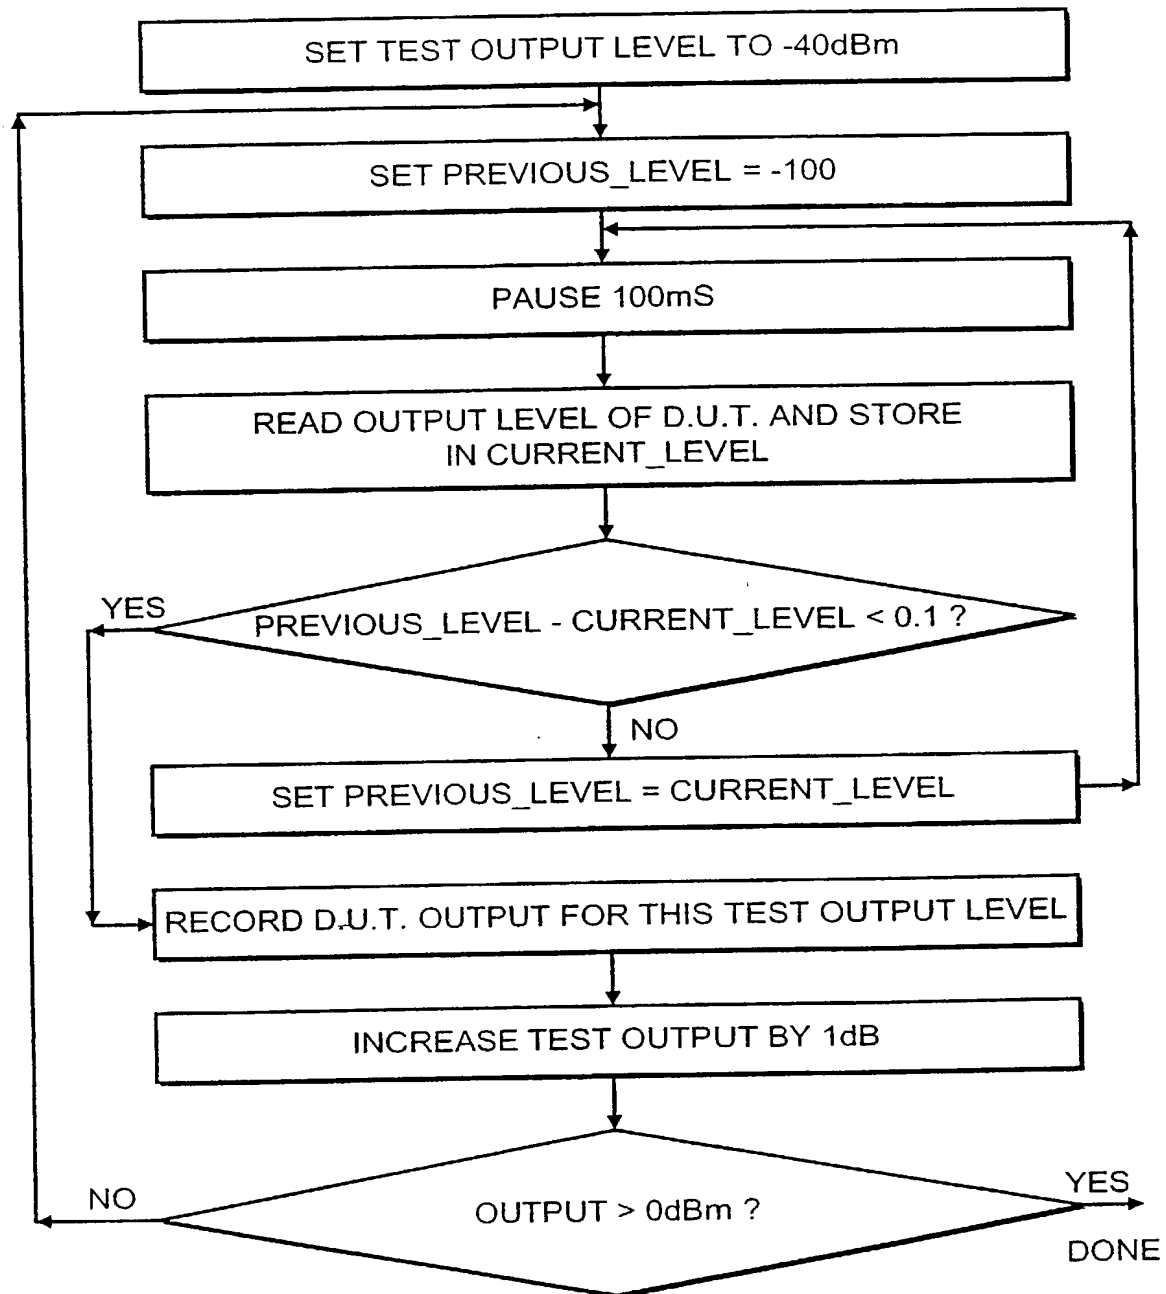 SET TEST OUTPUT LEVEL TO -40dBm
SET PREVIOUS_LEVEL = -100
PAUSE 100mS
READ OUTPUT LEVEL OF D.U.T. AND STORE
IN CURRENT_LEVEL
YES
PREVIOUS_LEVEL - CURRENT_LEVEL < 0.1 ?
NO
SET PREVIOUS_LEVEL = CURRENT_LEVEL
RECORD D.U.T. OUTPUT FOR THIS TEST OUTPUT LEVEL
INCREASE TEST OUTPUT BY 1dB
NO
OUTPUT > 0dBm ?
YES
DONE